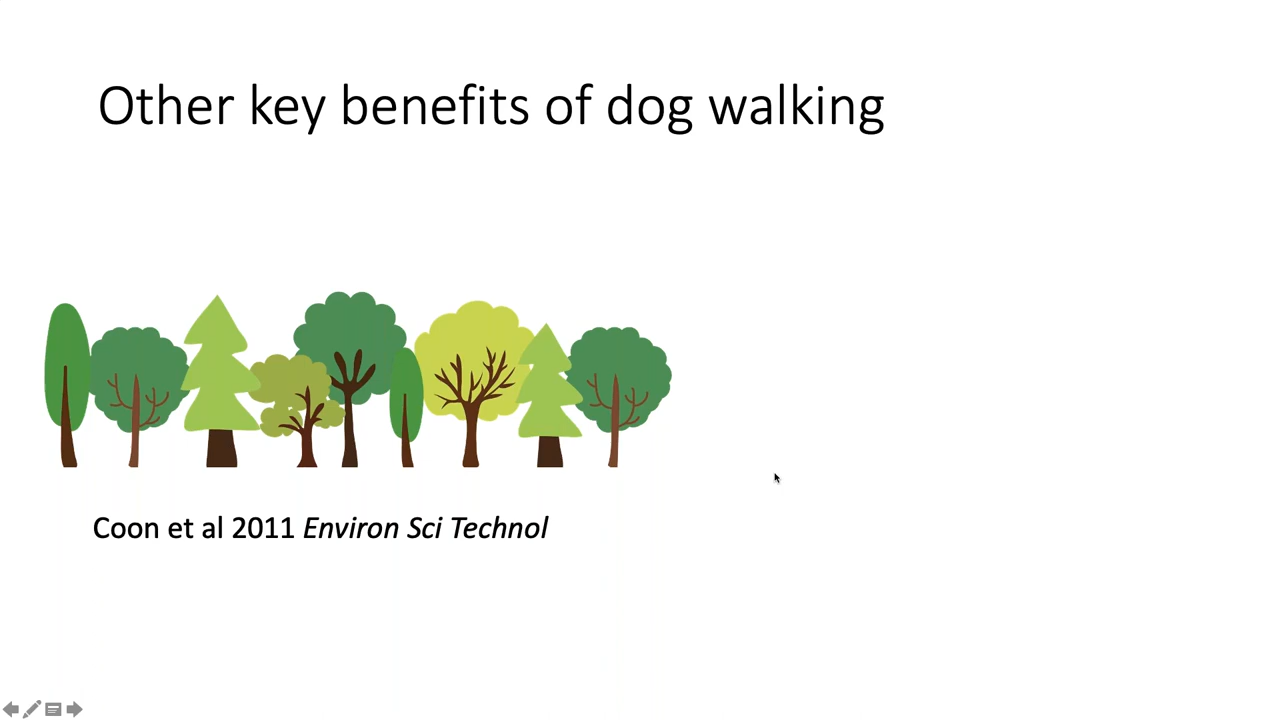 Other key benefits of dog walking
Coon et al 2011 Environ Sci Technol